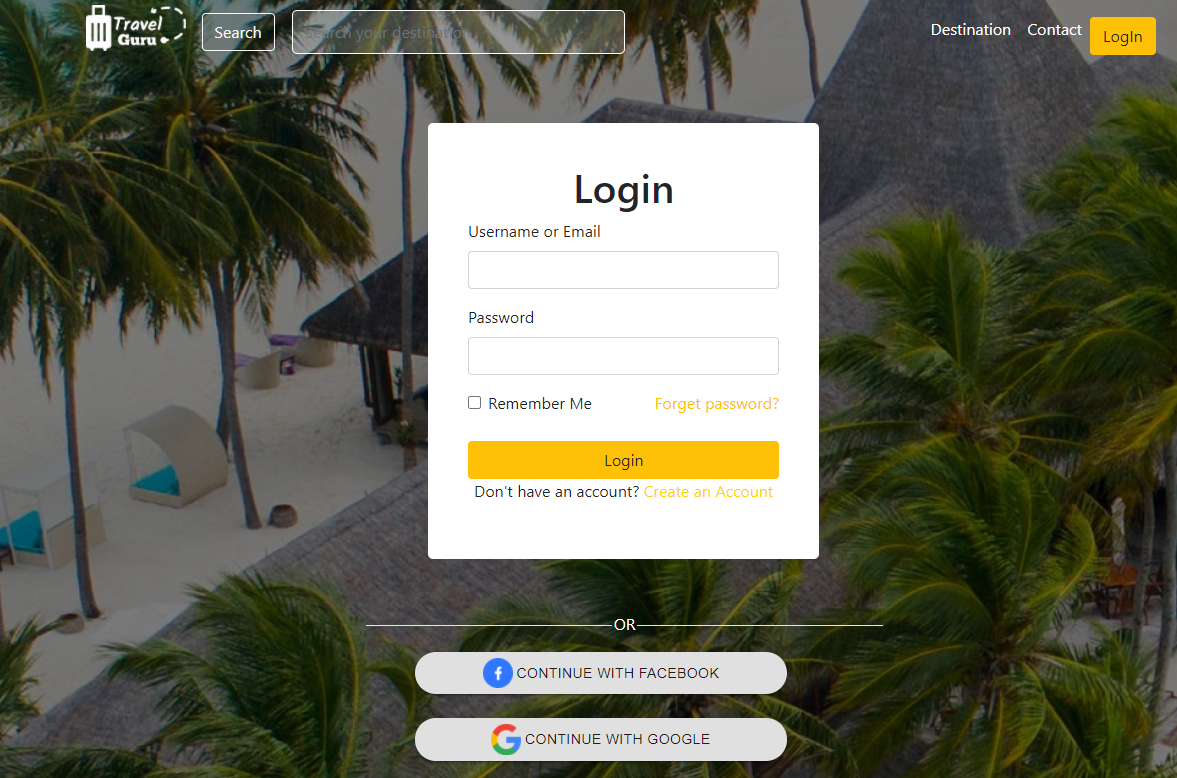 Travel
Guru
Search
Search your destination
Destination
Contact
LogIn
Login
Username or Email
Password
Remember Me
Forget password?
Login
Don't have an account? Create an Account
OR
CONTINUE WITH FACEBOOK
CONTINUE WITH GOOGLE